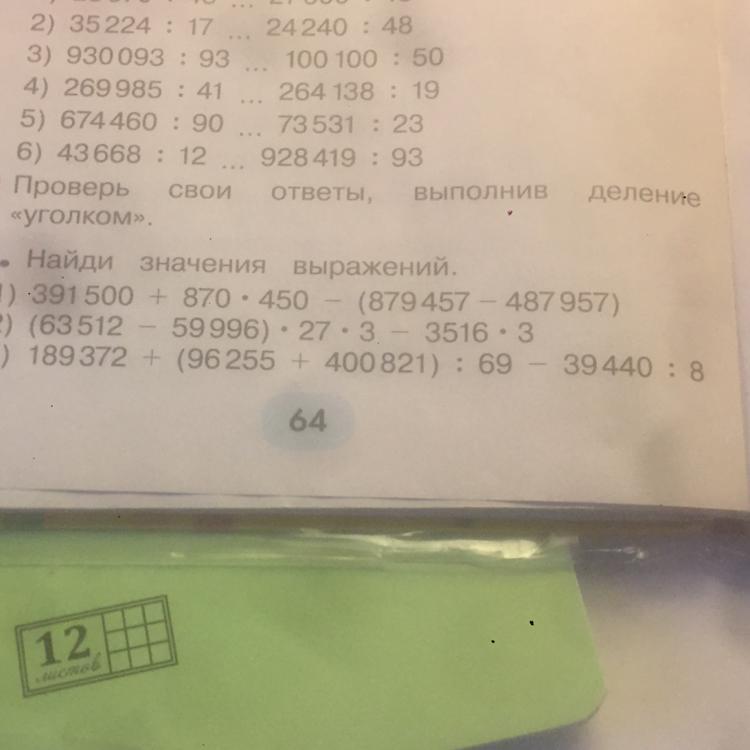 2) 35 224 : 17 ... 24 240 : 48
3) 930 093 : 93 ... 100 100 : 50
4) 269 985 : 41 ... 264 138 : 19
5) 674 460 : 90 ... 73 531 : 23
6) 43 668 : 12 ... 928 419 : 93
Проверь свои ответы, выполнив деление
«уголком».
Найди значения выражений.
1) 391 500 + 870 · 450 − (879 457 − 487 957)
2) (63 512 − 59 996) · 27 · 3 − 3516 · 3
) 189 372 + (96 255 + 400 821) : 69 − 39 440 : 8
64
12
листов